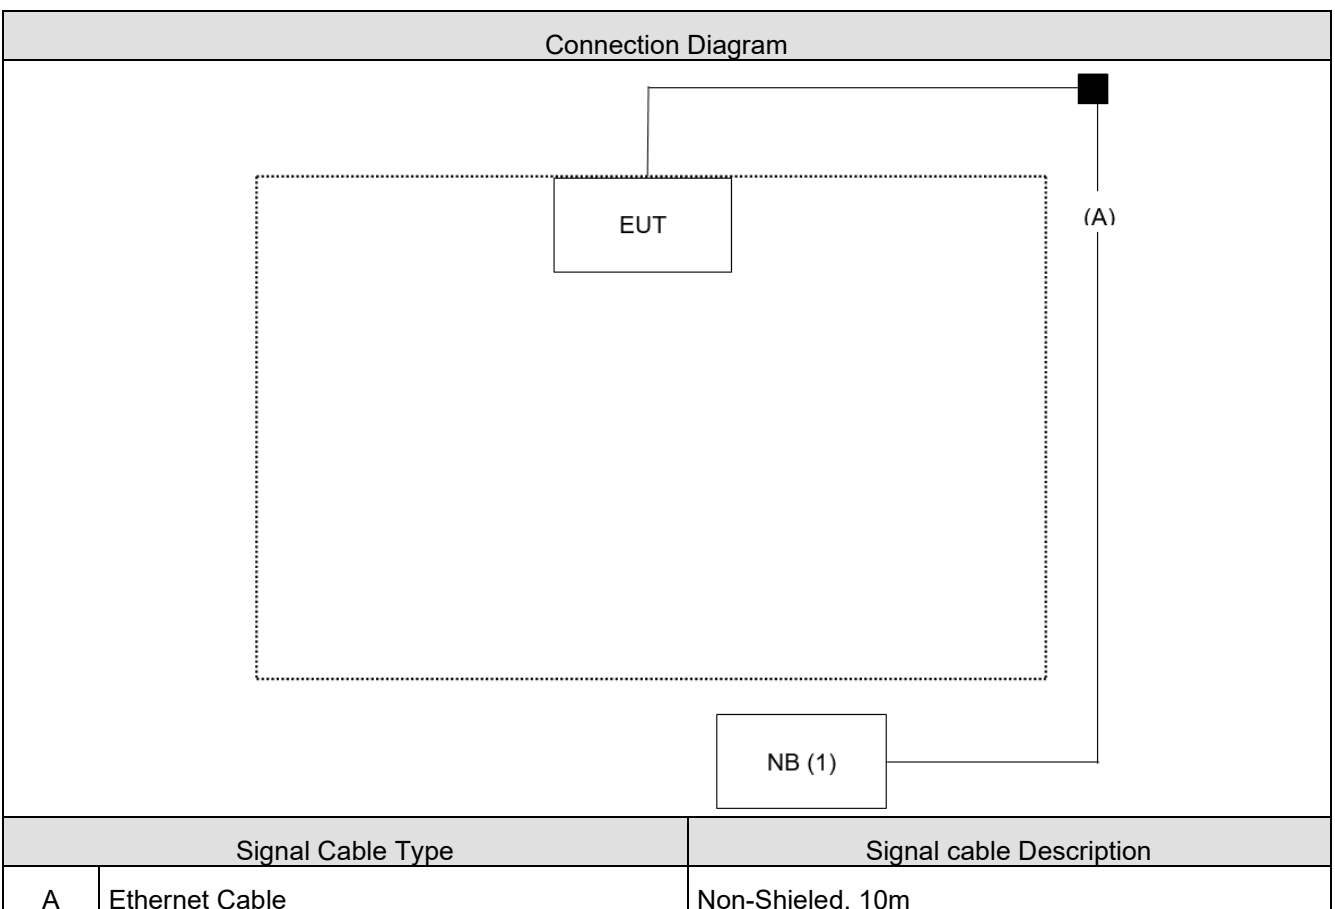 Connection Diagram
EUT
(A)
NB (1)
Signal Cable Type Signal cable Description
A Ethernet Cable Non-Shieled, 10m